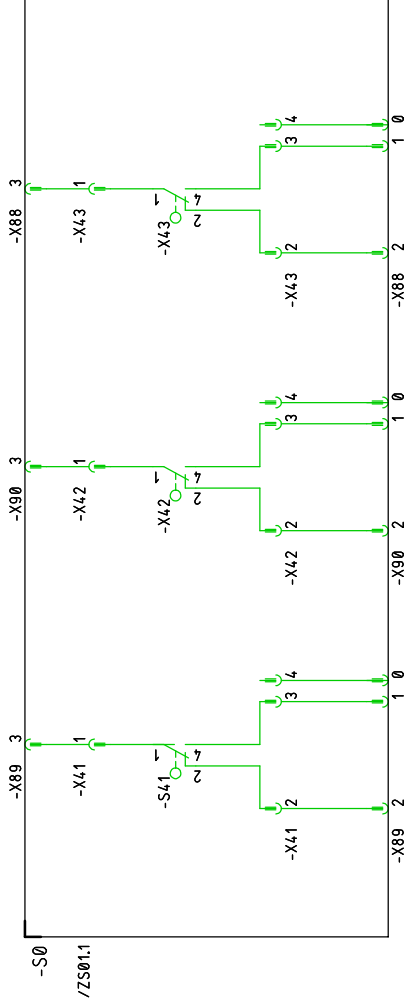 -X89 3 -X90 3 -X88 3
-S0
/ZS01.1 -X41 1 -X42 1 -X43 1
1 1 1
-S41 -X42 -X43
2 4 2 4 2 4
-X41 2 3 4 -X42 2 3 4 -X43 2 3 4
-X89 2 1 0 -X90 2 1 0 -X88 2 1 0